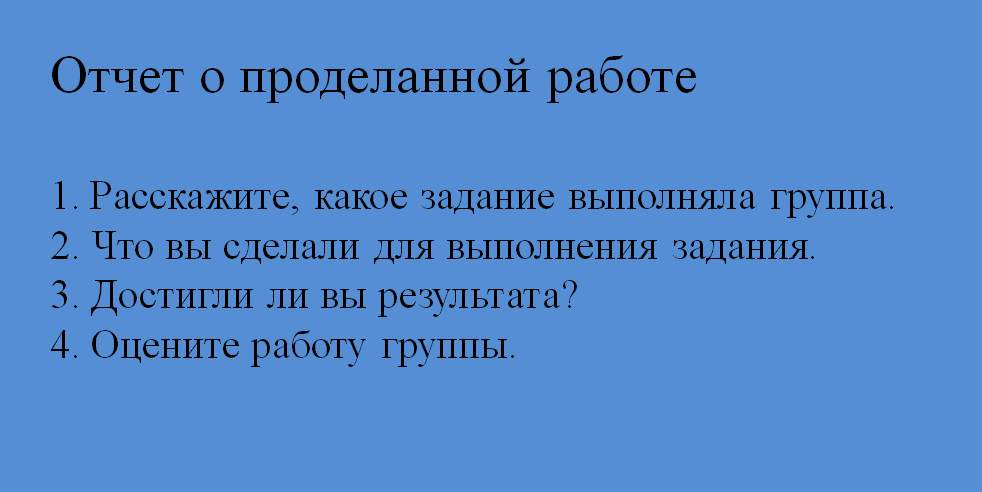 Отчет о проделанной работе
1. Расскажите, какое задание выполняла группа.
2. Что вы сделали для выполнения задания.
3. Достигли ли вы результата?
4. Оцените работу группы.